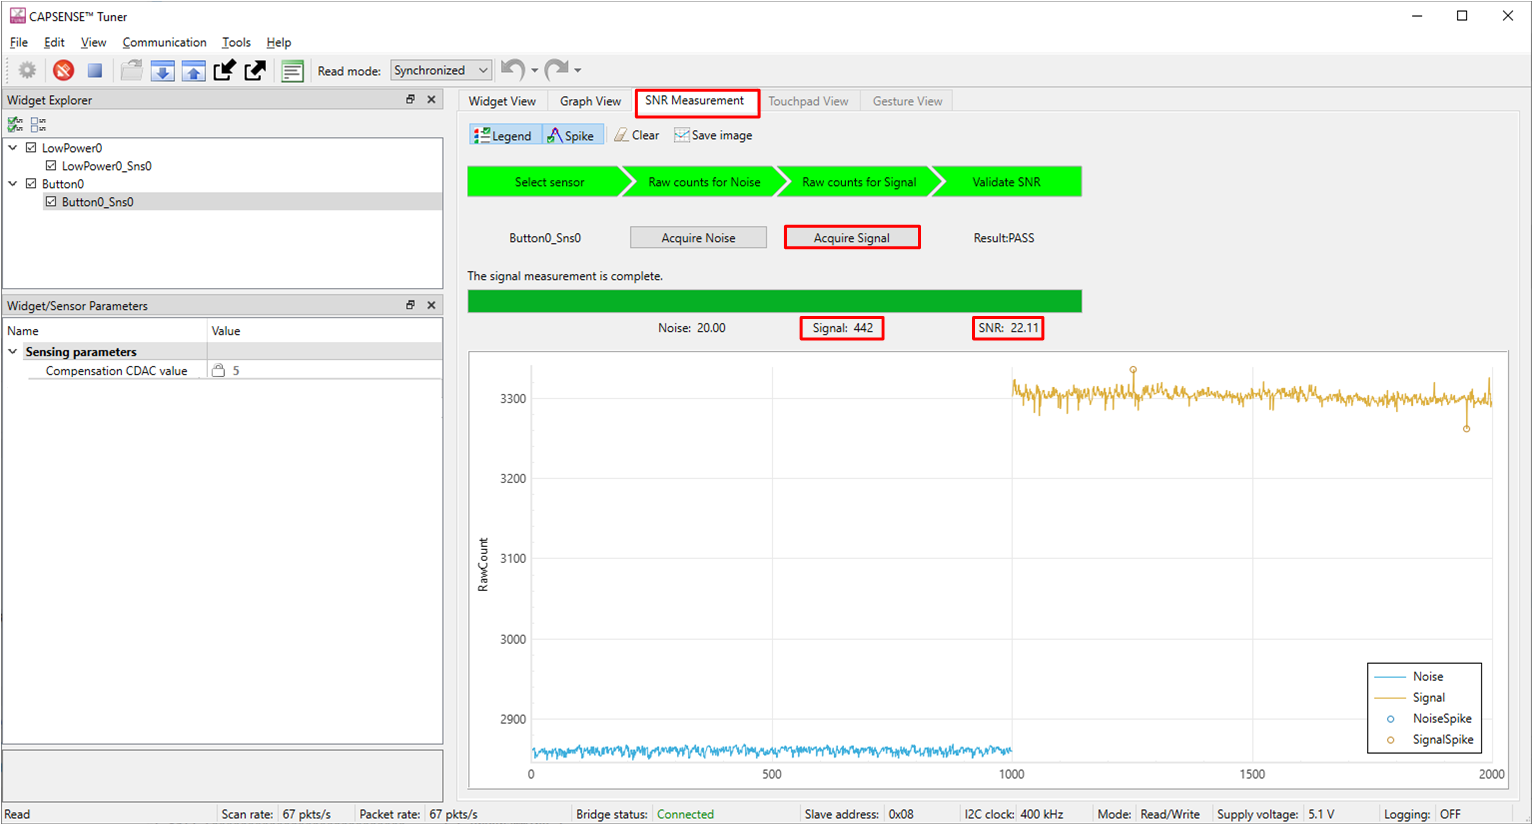 CAPSENSE™ Tuner
File Edit View Communication Tools Help
Read mode: Synchronized
Widget Explorer
LowPower0
LowPower0_Sns0
Button0
Button0_Sns0
Widget/Sensor Parameters
Name Value
Sensing parameters
Compensation CDAC value 5
Widget View Graph View SNR Measurement Touchpad View Gesture View
Legend Spike Clear Save image
Select sensor Raw counts for Noise Raw counts for Signal Validate SNR
Button0_Sns0 Acquire Noise Acquire Signal Result:PASS
The signal measurement is complete.
Noise: 20.00 Signal: 442 SNR: 22.11
3300
3200
3100
3000
2900
RawCount
0 500 1000 1500 2000
Noise
Signal
NoiseSpike
SignalSpike
Read Scan rate: 67 pkts/s Packet rate: 67 pkts/s Bridge status: Connected Slave address: 0x08 I2C clock: 400 kHz Mode: Read/Write Supply voltage: 5.1 V Logging: OFF